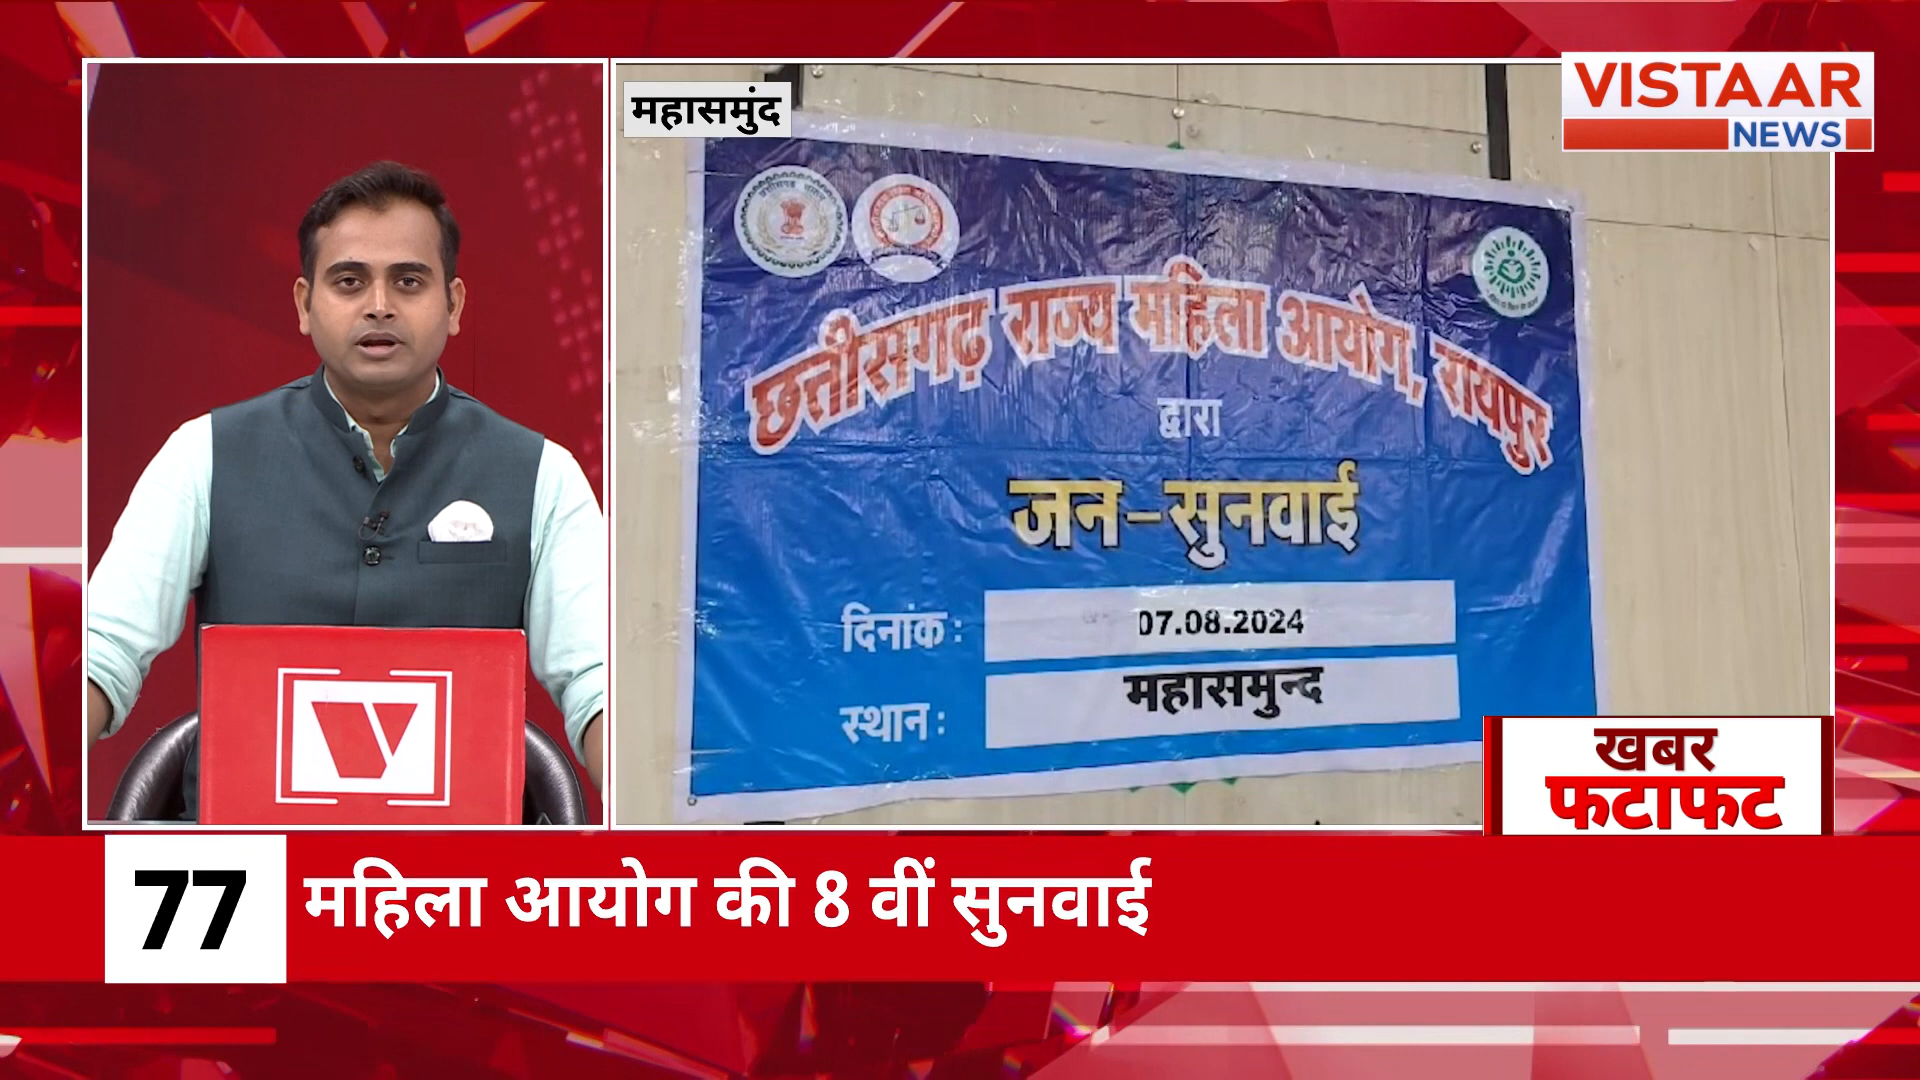 महासमुंद
VISTAAR
NEWS
छत्तीसगढ़ राज्य महिला आयोग, रायपुर
द्वारा
जन-सुनवाई
दिनांक : 07.08.2024
स्थान : महासमुन्द
खबर
फटाफट
77 महिला आयोग की 8 वीं सुनवाई